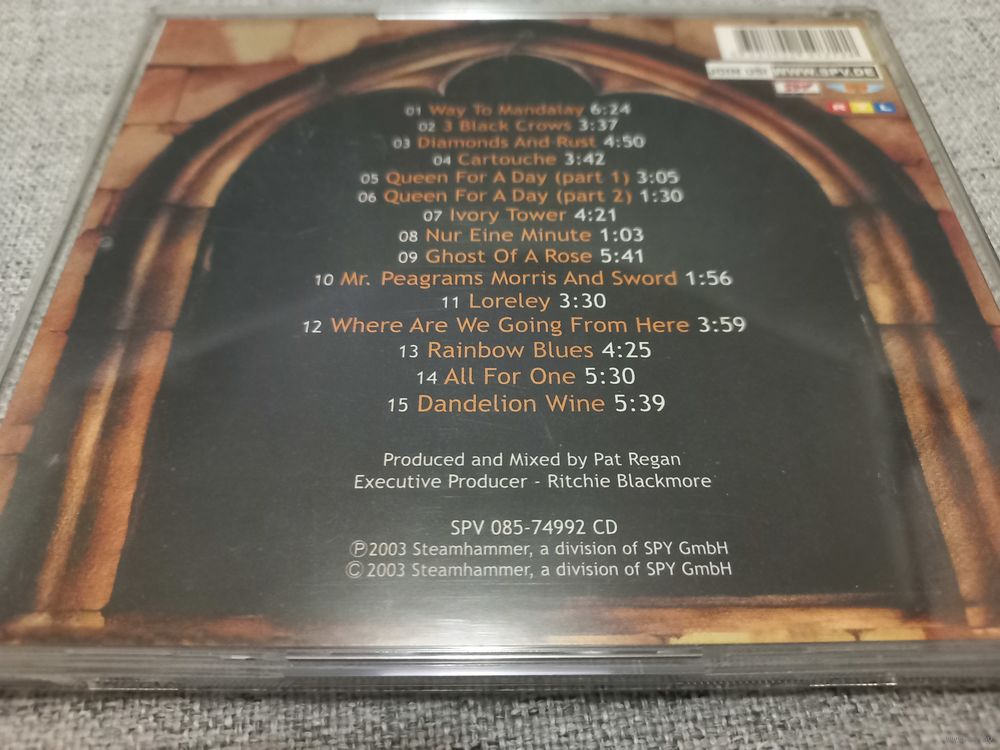 WWW.SPV.DE
SPV
RTL
01 Way To Mandalay 6:24
02 3 Black Crows 3:37
03 Diamonds And Rust 4:50
04 Cartouche 3:42
05 Queen For A Day (part 1) 3:05
06 Queen For A Day (part 2) 1:30
07 Ivory Tower 4:21
08 Nur Eine Minute 1:03
09 Ghost Of A Rose 5:41
10 Mr. Peagrams Morris And Sword 1:56
11 Loreley 3:30
12 Where Are We Going From Here 3:59
13 Rainbow Blues 4:25
14 All For One 5:30
15 Dandelion Wine 5:39
Produced and Mixed by Pat Regan
Executive Producer - Ritchie Blackmore
SPV 085-74992 CD
Ⓟ2003 Steamhammer, a division of SPY GmbH
©2003 Steamhammer, a division of SPY GmbH